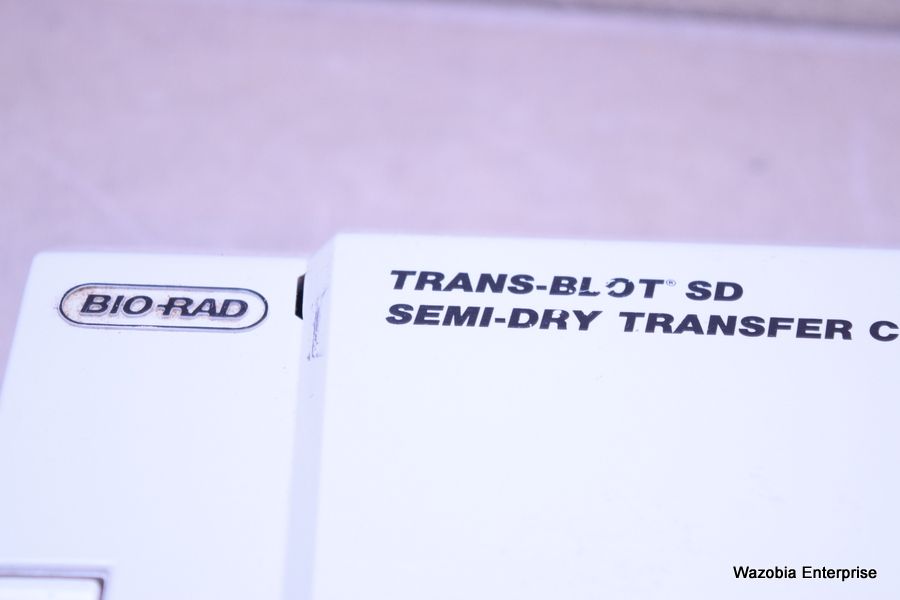 BIO-RAD
TRANS-BLOT® SD
SEMI-DRY TRANSFER C
Wazobia Enterprise